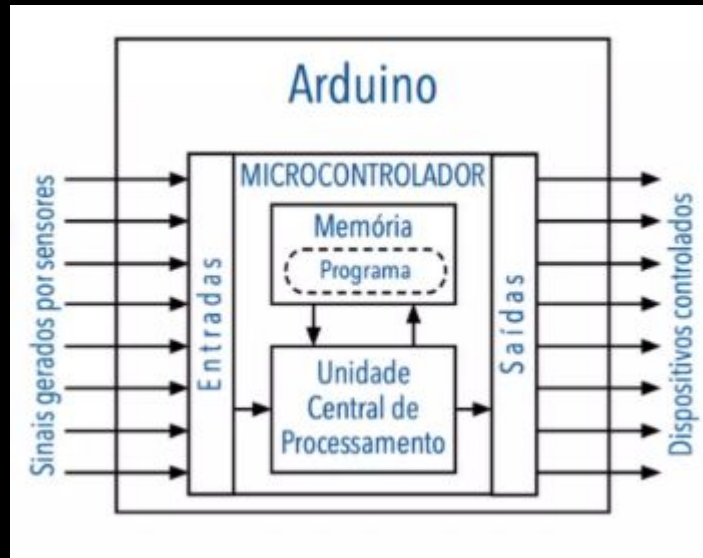 Arduino
MICROCONTROLADOR
Memória
Programa
Unidade
Central de
Processamento
Entradas
Saídas
Sinais gerados por sensores
Dispositivos controlados